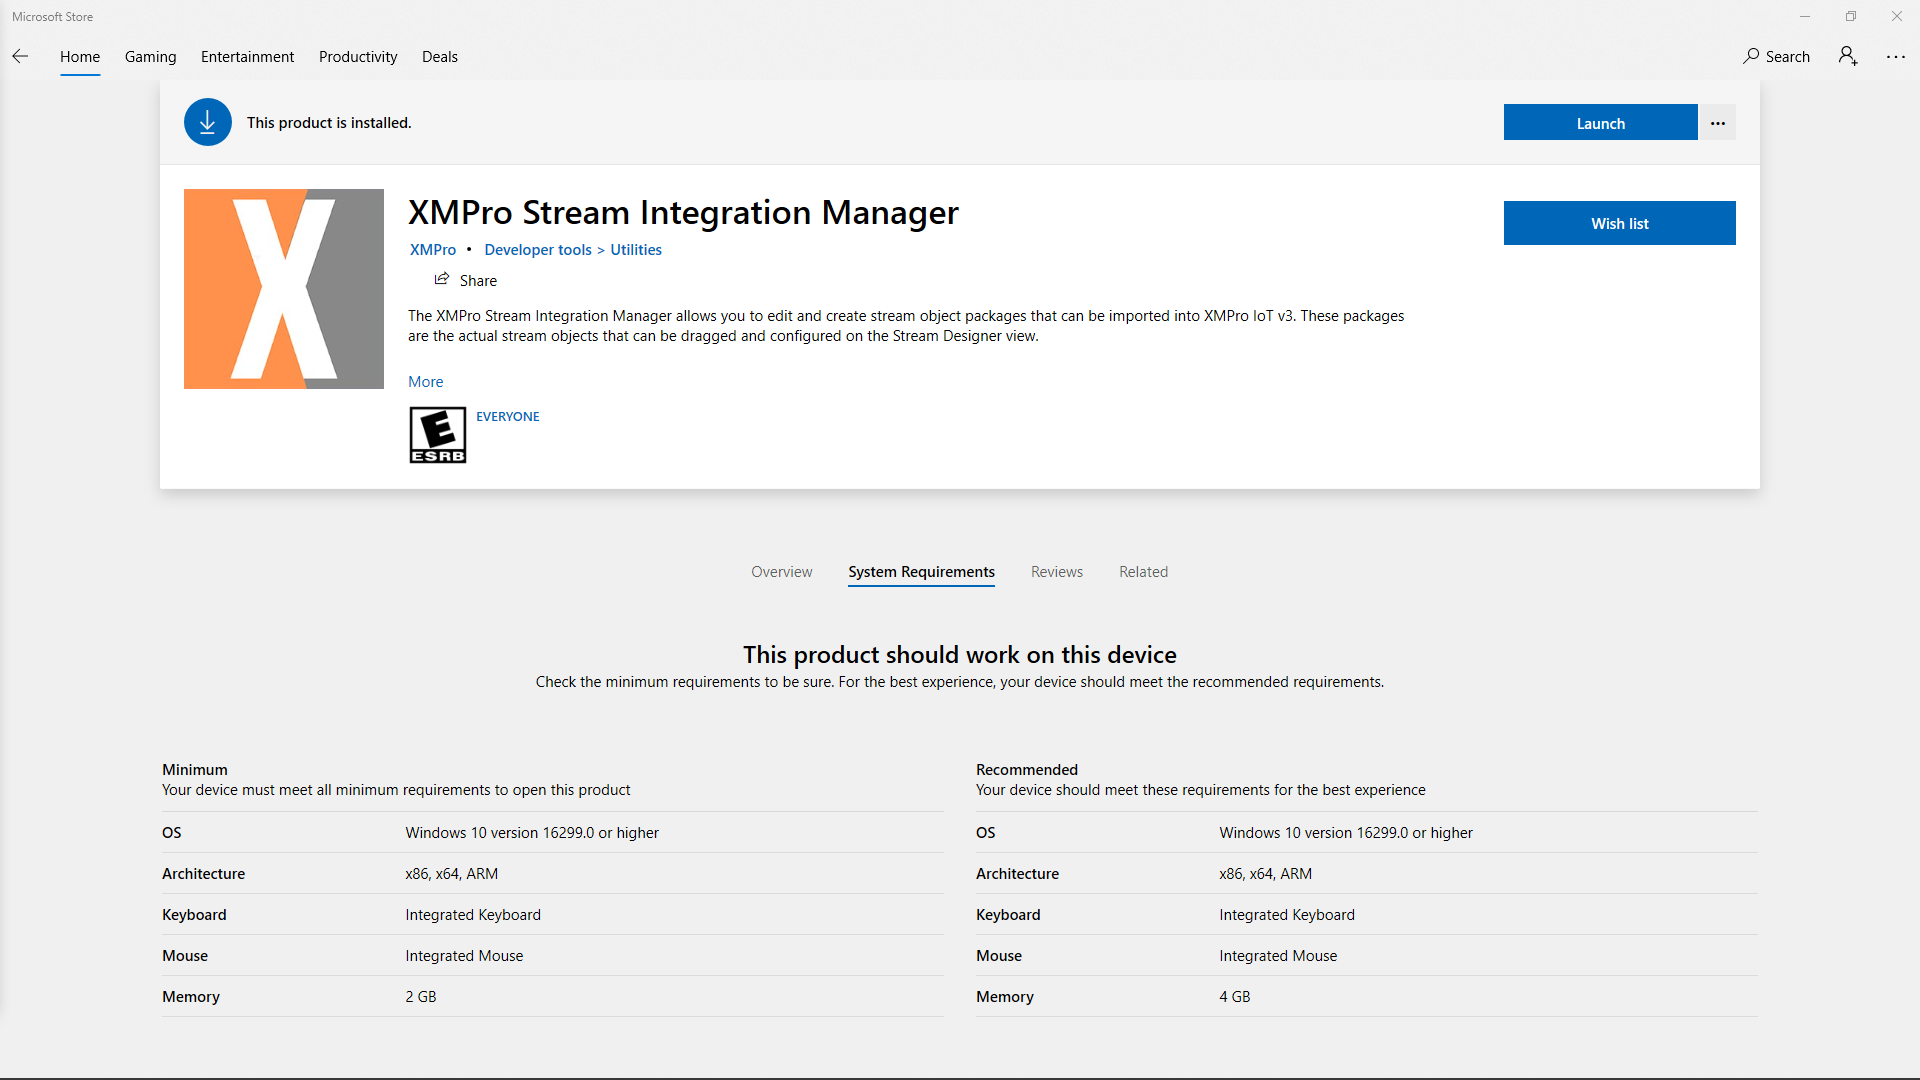 Microsoft Store
Home Gaming Entertainment Productivity Deals Search
This product is installed.
Launch
X
XMPro Stream Integration Manager
Wish list
XMPro • Developer tools > Utilities
Share
The XMPro Stream Integration Manager allows you to edit and create stream object packages that can be imported into XMPro IoT v3. These packages
are the actual stream objects that can be dragged and configured on the Stream Designer view.
More
E
ESRB
EVERYONE
Overview System Requirements Reviews Related
This product should work on this device
Check the minimum requirements to be sure. For the best experience, your device should meet the recommended requirements.
Minimum
Your device must meet all minimum requirements to open this product
OS Windows 10 version 16299.0 or higher
Architecture x86, x64, ARM
Keyboard Integrated Keyboard
Mouse Integrated Mouse
Memory 2 GB
Recommended
Your device should meet these requirements for the best experience
OS Windows 10 version 16299.0 or higher
Architecture x86, x64, ARM
Keyboard Integrated Keyboard
Mouse Integrated Mouse
Memory 4 GB